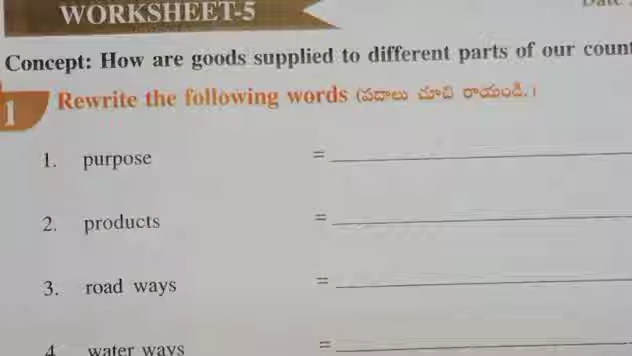 WORKSHEET-5
Concept: How are goods supplied to different parts of our
1 Rewrite the following words (పదాలు చూచి రాయండి.)
1. purpose = 
2. products = 
3. road ways = 
4. water ways =